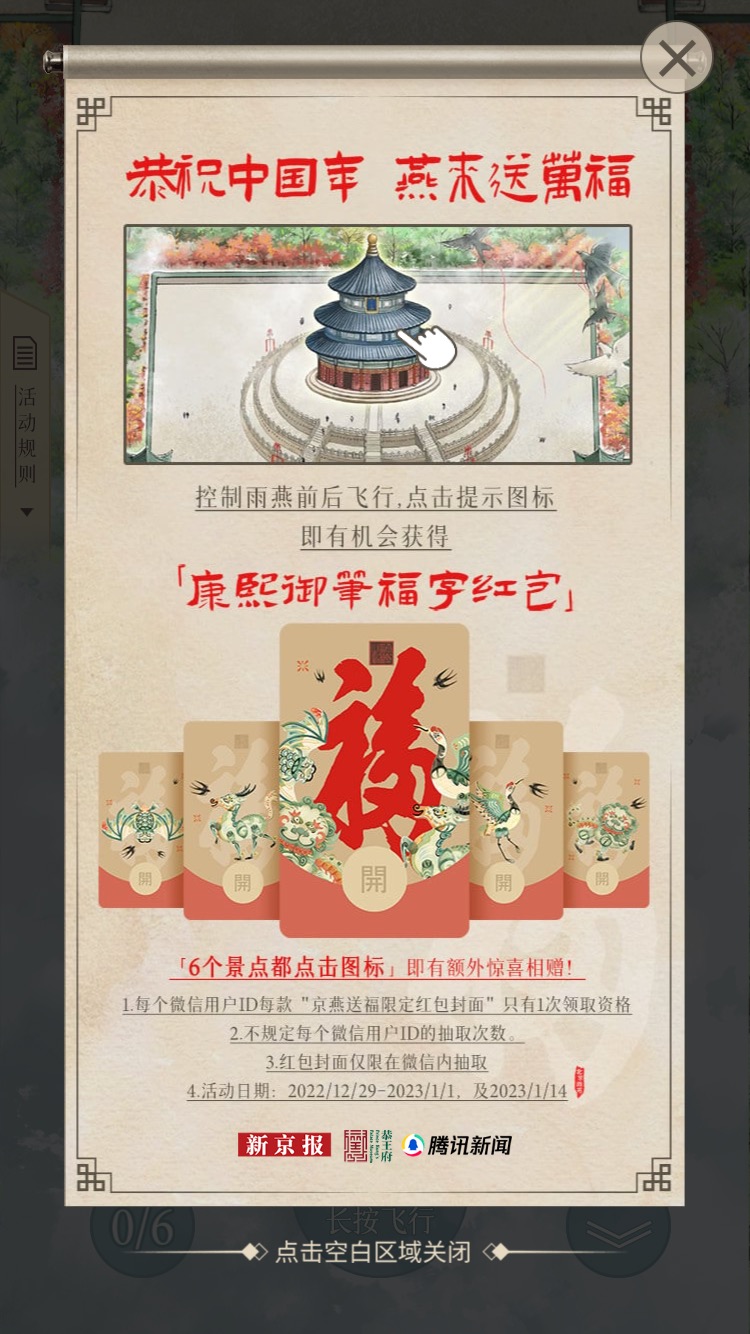 恭祝中国年 燕来送萬福
控制雨燕前后飞行,点击提示图标
即有机会获得
「康熙御筆福字红包」
福
開
開
開
開
開
「6个景点都点击图标」即有额外惊喜相赠!
1.每个微信用户ID每款“京燕送福限定红包封面”只有1次领取资格
2.不规定每个微信用户ID的抽取次数。
3.红包封面仅限在微信内抽取
4.活动日期：2022/12/29-2023/1/1，及2023/1/14
新京报
恭王府
腾讯新闻
活动规则
0/6
长按飞行
点击空白区域关闭